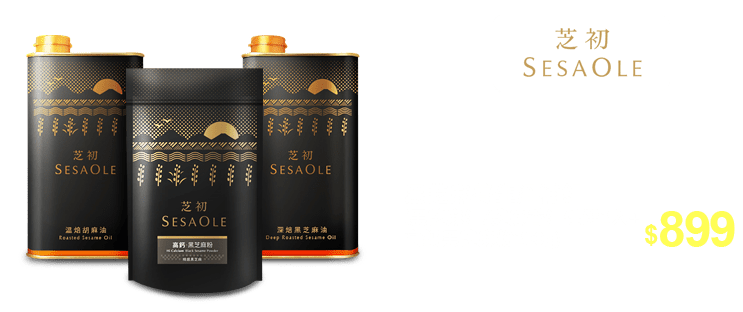 芝初
SESAOLE
芝初
SESAOLE
温焙胡麻油
Roasted Sesame Oil
芝初
SESAOLE
高鈣·黑芝麻粉
芝初
SESAOLE
深焙黑芝麻油
Deep Roasted Sesame Oil
$899